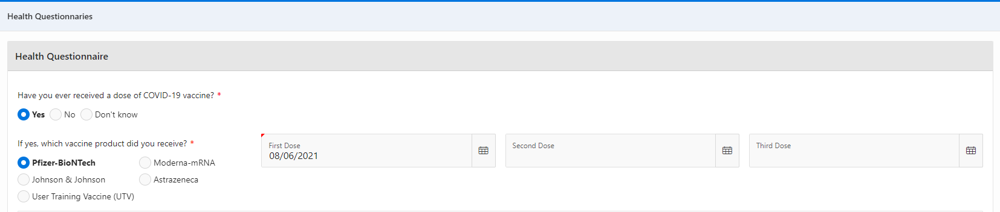 Health Questionnaries
Health Questionnaire
Have you ever received a dose of COVID-19 vaccine? *
Yes No Don't know
If yes, which vaccine product did you receive? *
Pfizer-BioNTech Moderna-mRNA
Johnson & Johnson Astrazeneca
User Training Vaccine (UTV)
First Dose
08/06/2021
Second Dose
Third Dose